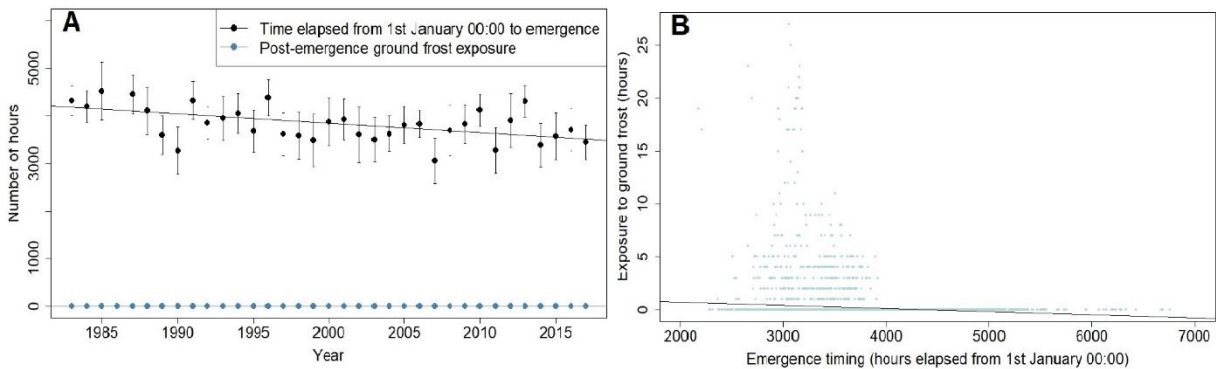 A
Time elapsed from 1st January 00:00 to emergence
Post-emergence ground frost exposure
Number of hours
5000
3000
1000
0
1985 1990 1995 2000 2005 2010 2015
Year
B
Exposure to ground frost (hours)
25
20
15
10
5
0
2000 3000 4000 5000 6000 7000
Emergence timing (hours elapsed from 1st January 00:00)